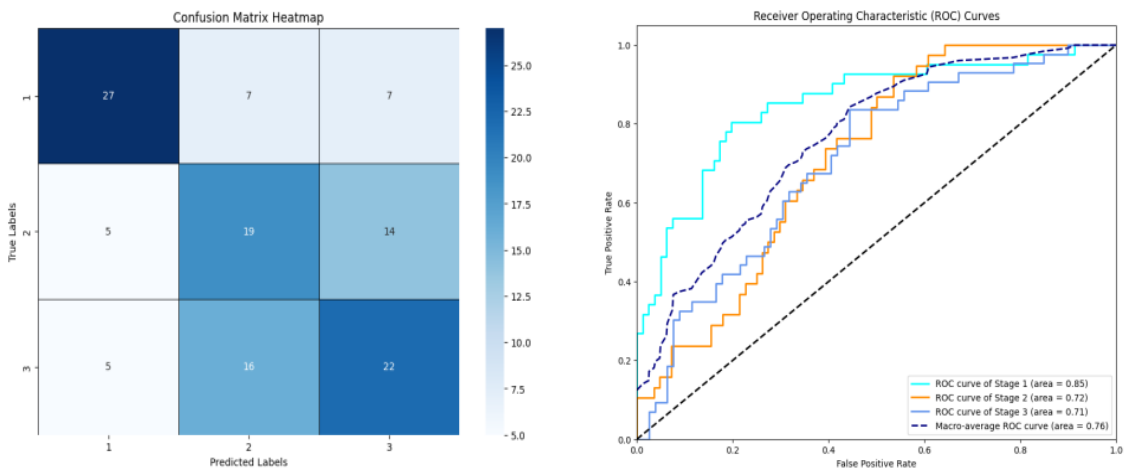 Confusion Matrix Heatmap
27 7 7
5 19 14
5 16 22
1
2
3
True Labels
1 2 3
Predicted Labels
25.0
22.5
20.0
17.5
15.0
12.5
10.0
7.5
5.0
Receiver Operating Characteristic (ROC) Curves
1.0
0.8
0.6
0.4
0.2
0.0
True Positive Rate
0.0 0.2 0.4 0.6 0.8 1.0
False Positive Rate
ROC curve of Stage 1 (area = 0.85)
ROC curve of Stage 2 (area = 0.72)
ROC curve of Stage 3 (area = 0.71)
Macro-average ROC curve (area = 0.76)